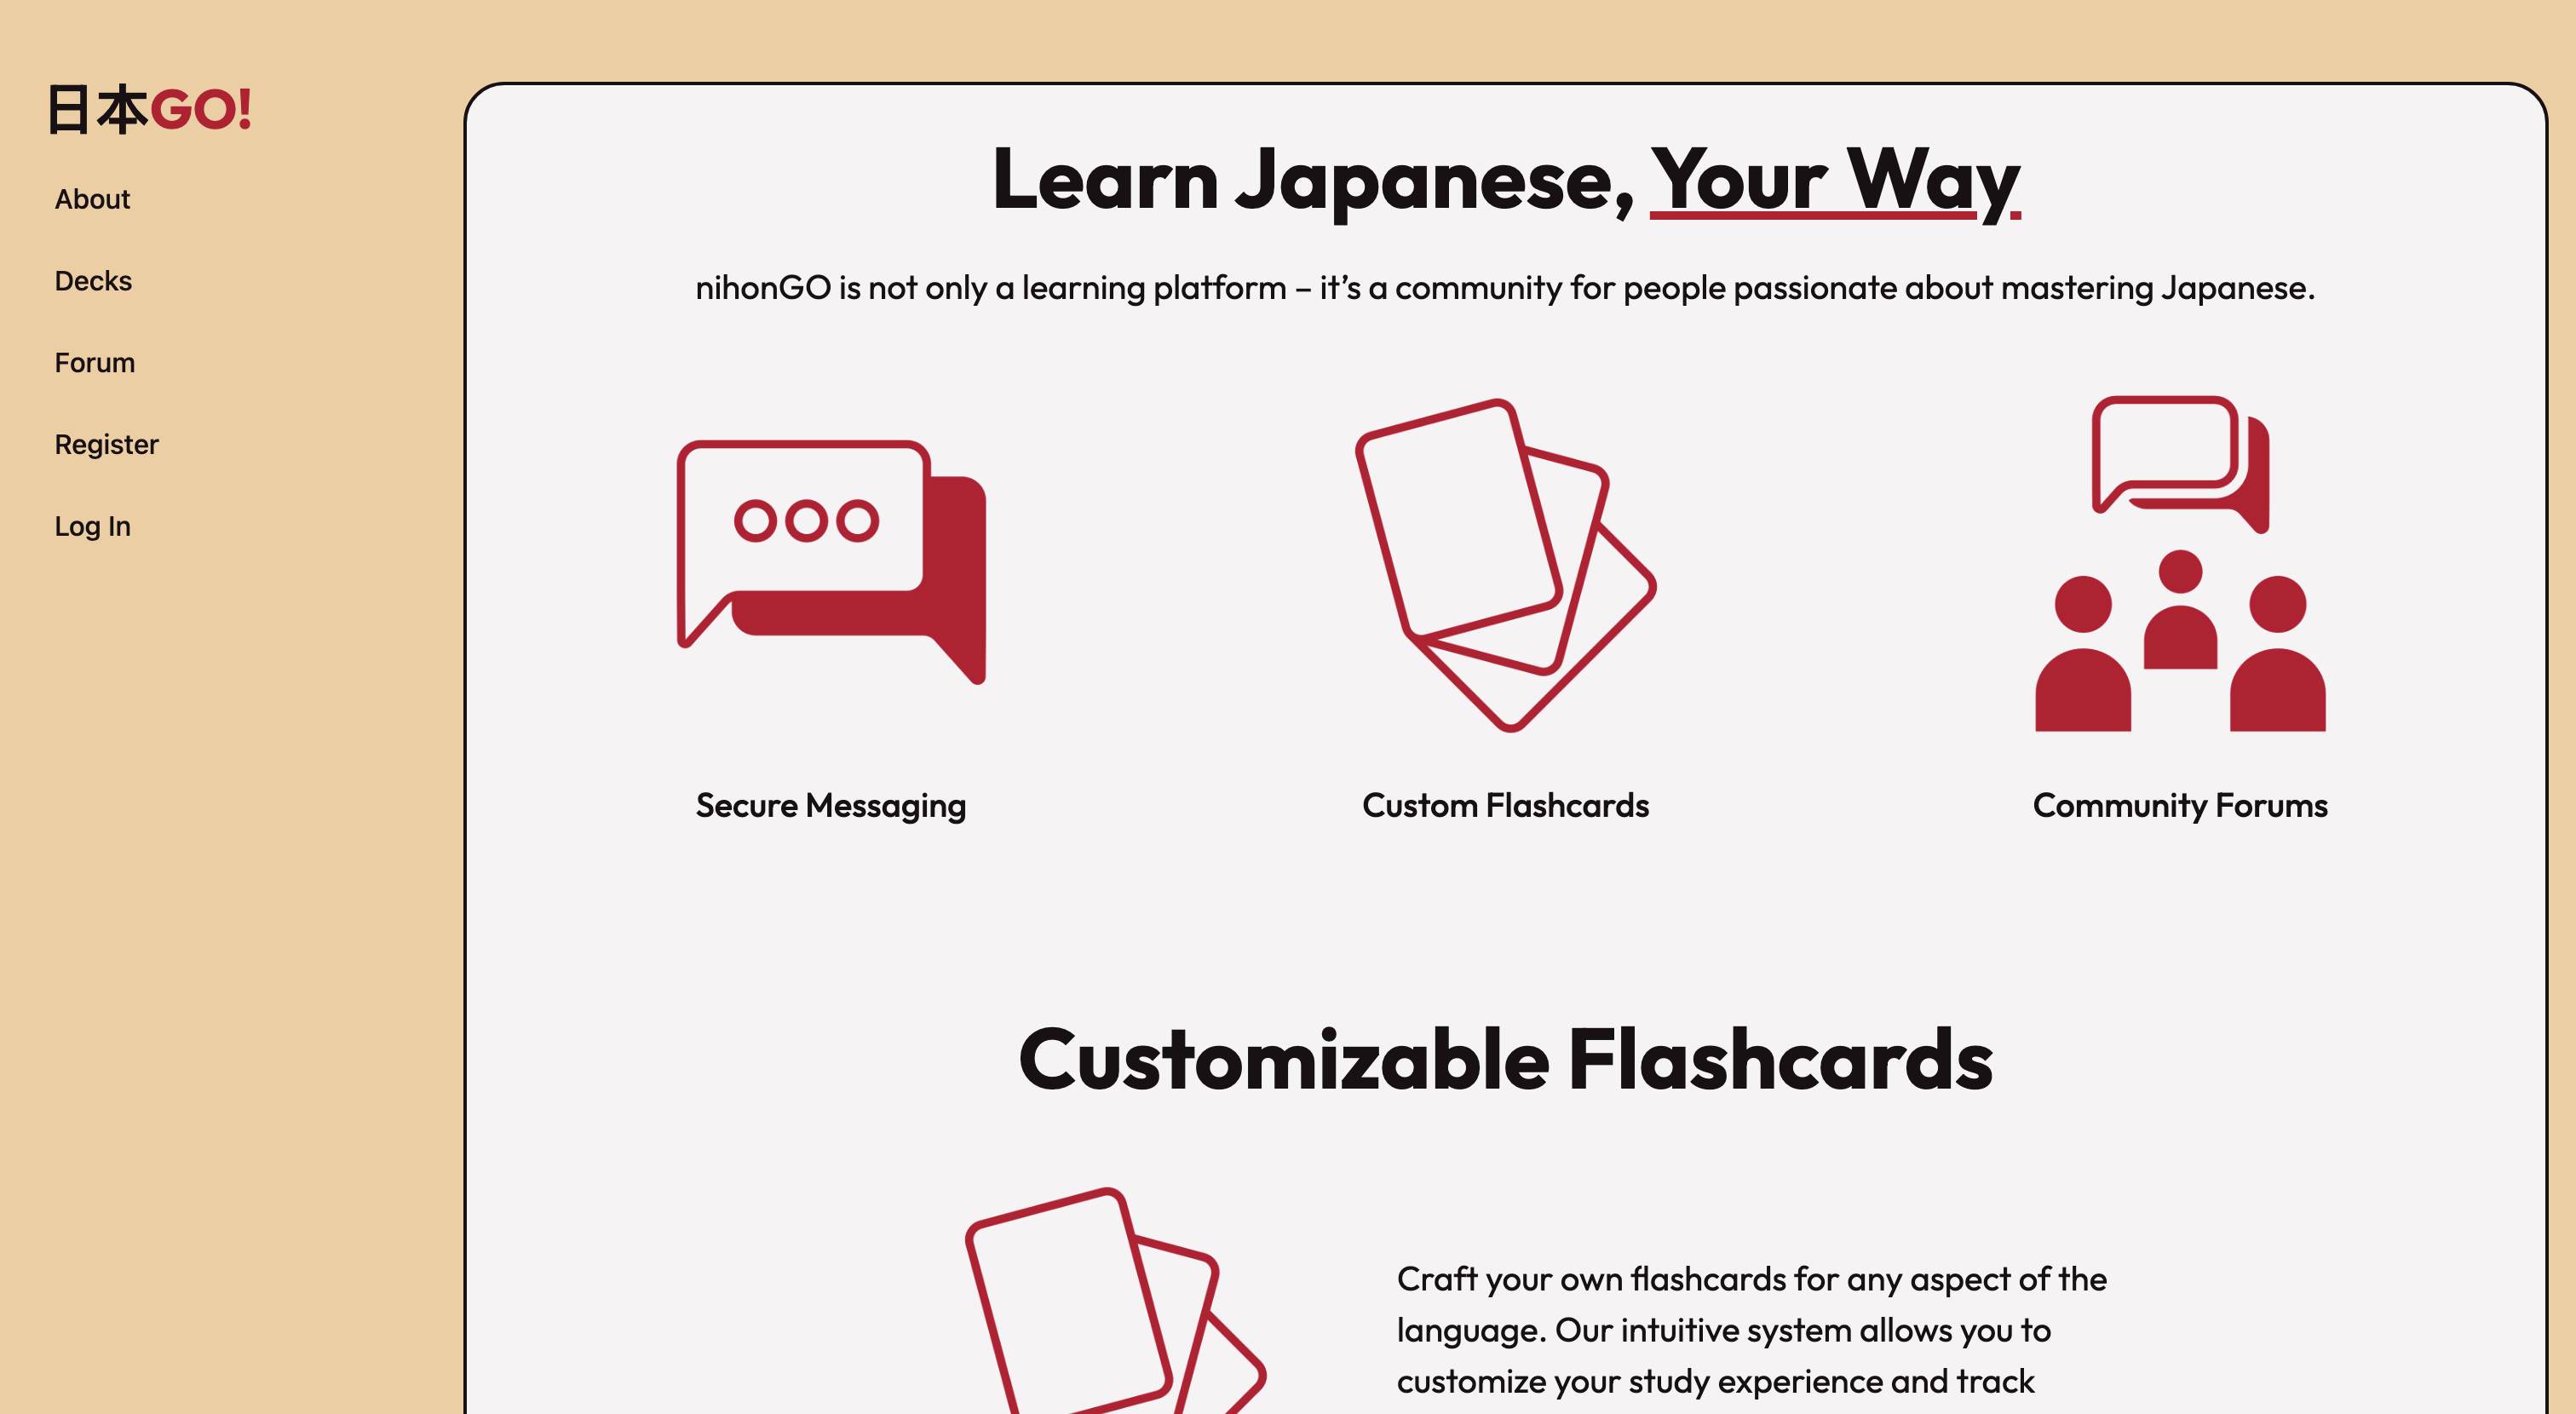 日本GO!
About
Decks
Forum
Register
Log In
Learn Japanese, Your Way
nihonGO is not only a learning platform – it’s a community for people passionate about mastering Japanese.
Secure Messaging
Custom Flashcards
Community Forums
Customizable Flashcards
Craft your own flashcards for any aspect of the
language. Our intuitive system allows you to
customize your study experience and track